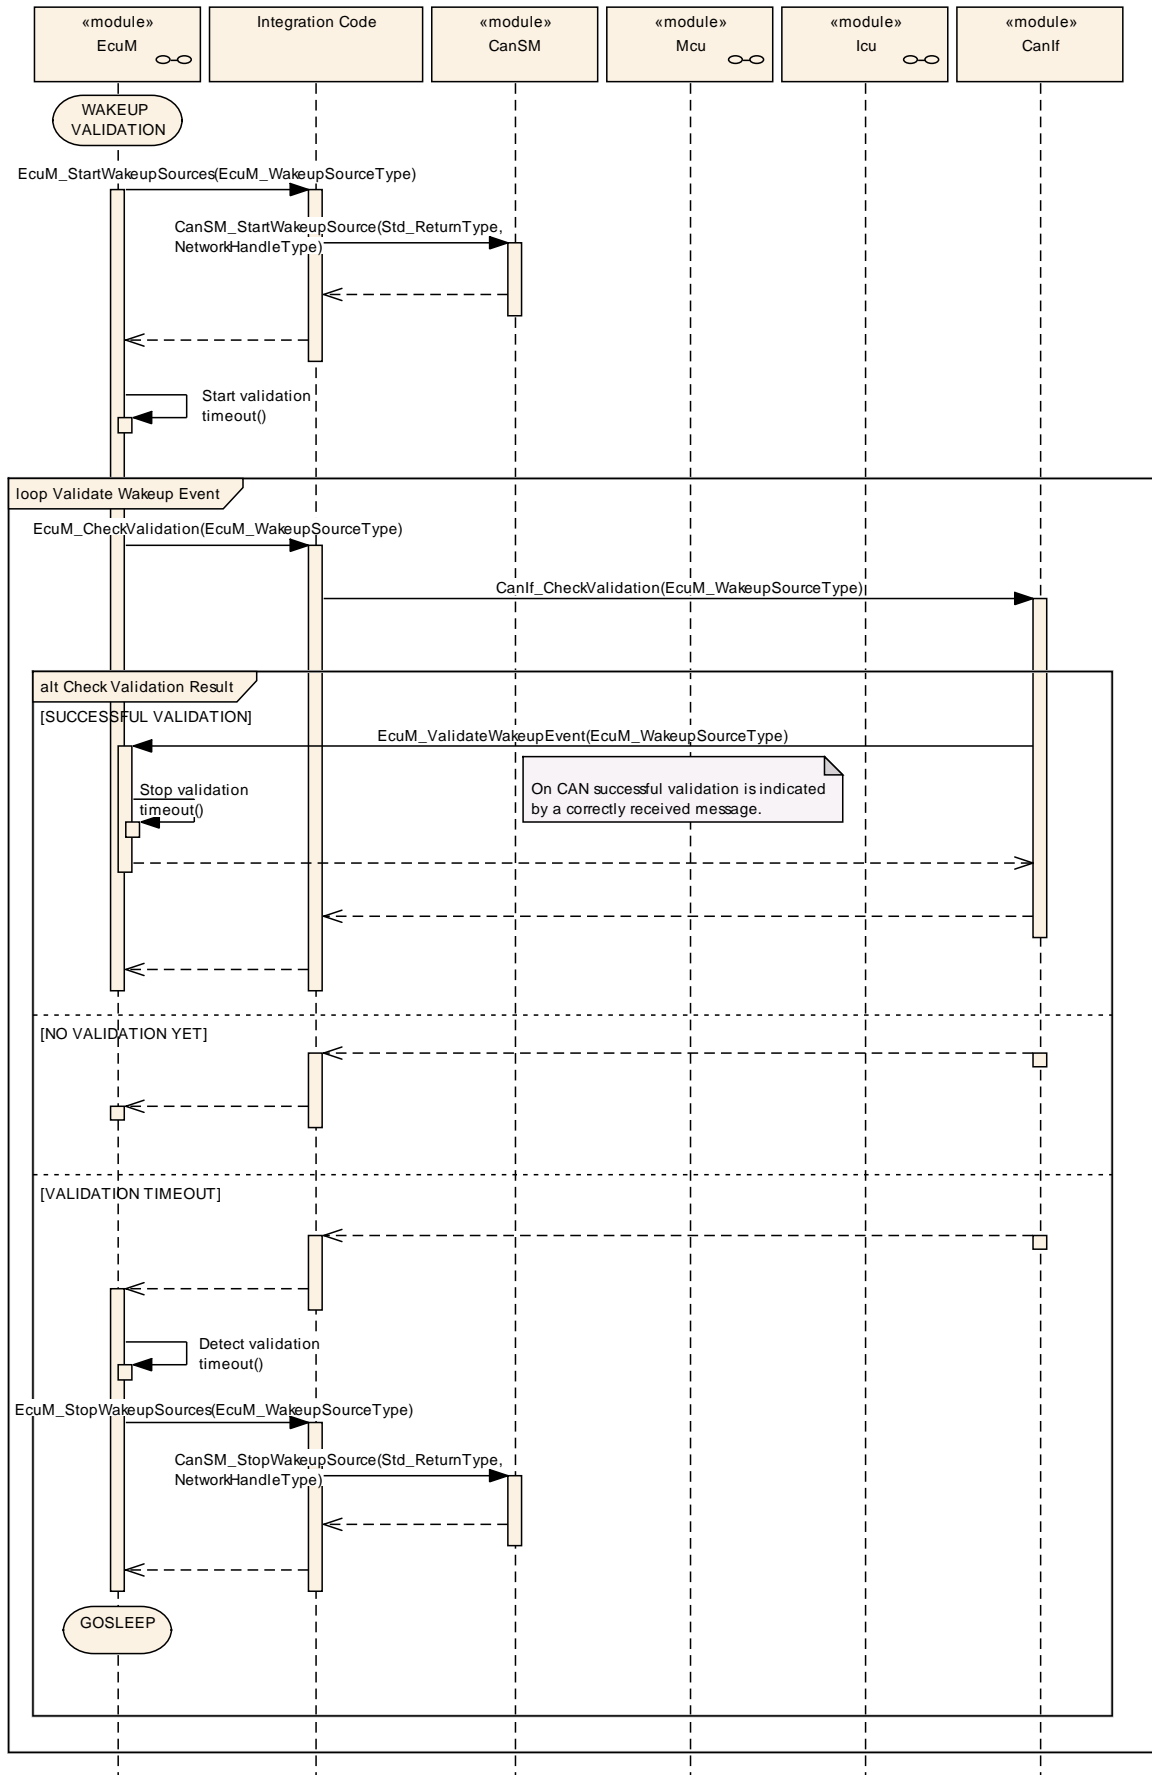 «module»
EcuM
Integration Code
«module»
CanSM
«module»
Mcu
«module»
Icu
«module»
CanIf
WAKEUP
VALIDATION
EcuM_StartWakeupSources(EcuM_WakeupSourceType)
CanSM_StartWakeupSource(Std_ReturnType,
NetworkHandleType)
Start validation
timeout()
loop Validate Wakeup Event
EcuM_CheckValidation(EcuM_WakeupSourceType)
CanIf_CheckValidation(EcuM_WakeupSourceType)
alt Check Validation Result
[SUCCESSFUL VALIDATION]
EcuM_ValidateWakeupEvent(EcuM_WakeupSourceType)
On CAN successful validation is indicated
by a correctly received message.
Stop validation
timeout()
[NO VALIDATION YET]
[VALIDATION TIMEOUT]
Detect validation
timeout()
EcuM_StopWakeupSources(EcuM_WakeupSourceType)
CanSM_StopWakeupSource(Std_ReturnType,
NetworkHandleType)
GOSLEEP